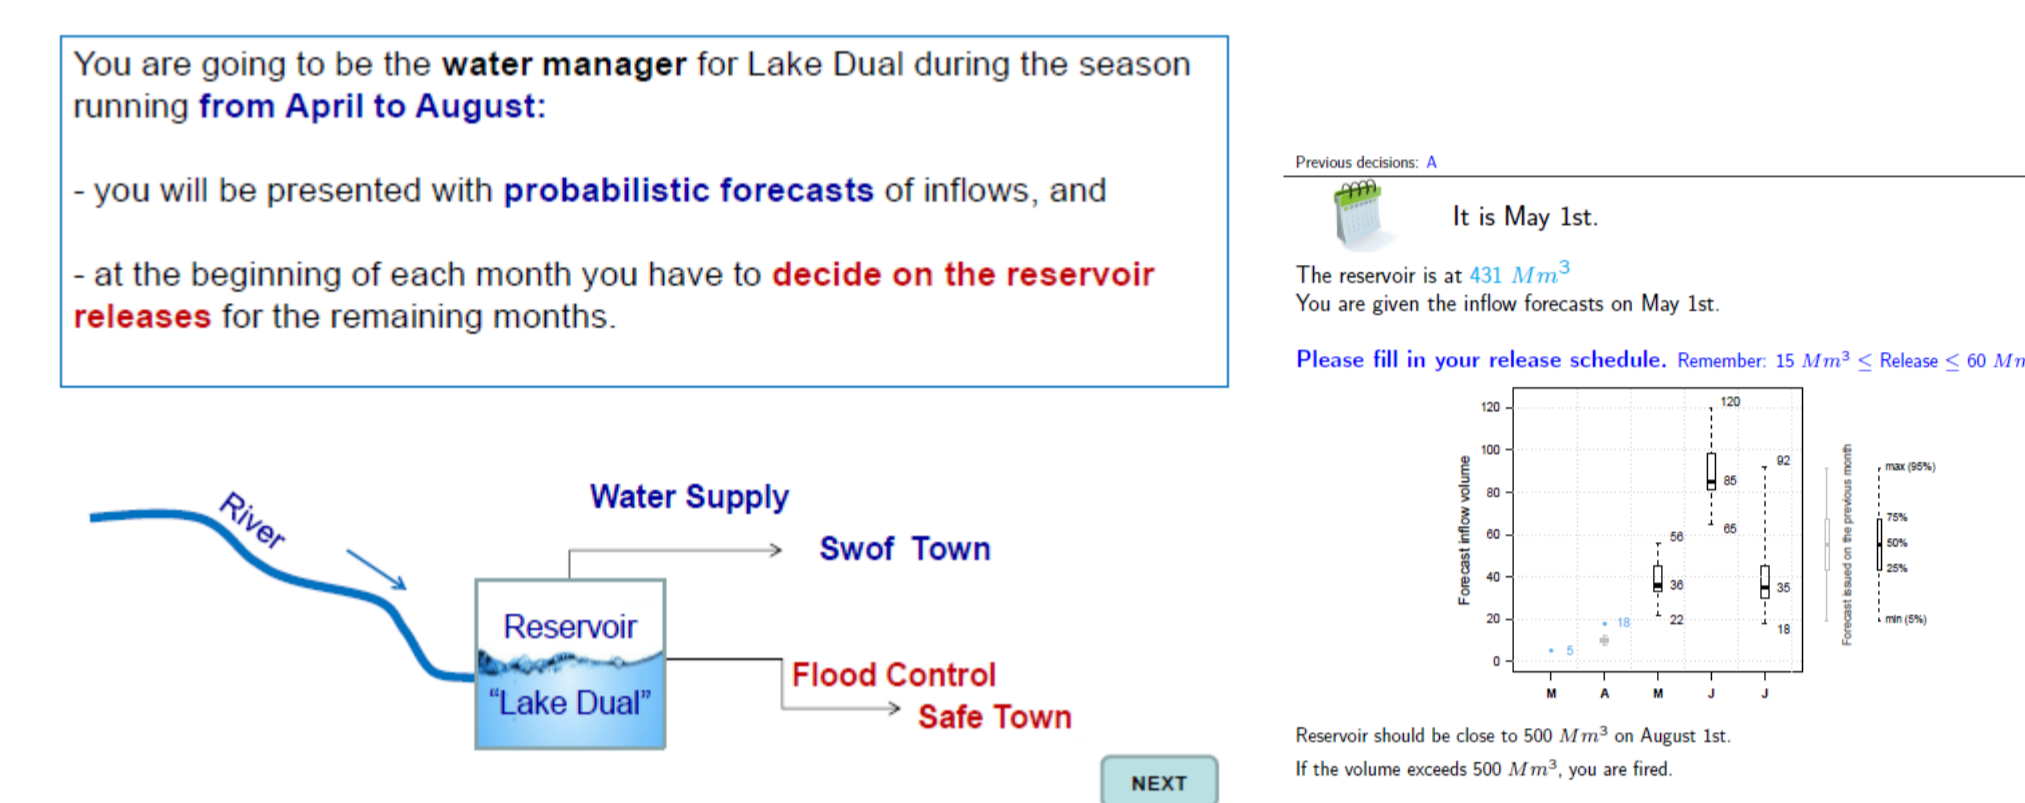 You are going to be the water manager for Lake Dual during the season
running from April to August:
- you will be presented with probabilistic forecasts of inflows, and
- at the beginning of each month you have to decide on the reservoir
releases for the remaining months.
River
Water Supply
Swof Town
Reservoir
"Lake Dual"
Flood Control
Safe Town
NEXT
Previous decisions: A
It is May 1st.
The reservoir is at 431 Mm³
You are given the inflow forecasts on May 1st.
Please fill in your release schedule. Remember: 15 Mm³ ≤ Release ≤ 60
Forecast inflow volume
120
100
80
60
40
20
0
5
18
56
36
22
120
85
65
92
35
18
M A M J J
Forecast issued on the previous month
max (95%)
75%
50%
25%
min (5%)
Reservoir should be close to 500 Mm³ on August 1st.
If the volume exceeds 500 Mm³, you are fired.